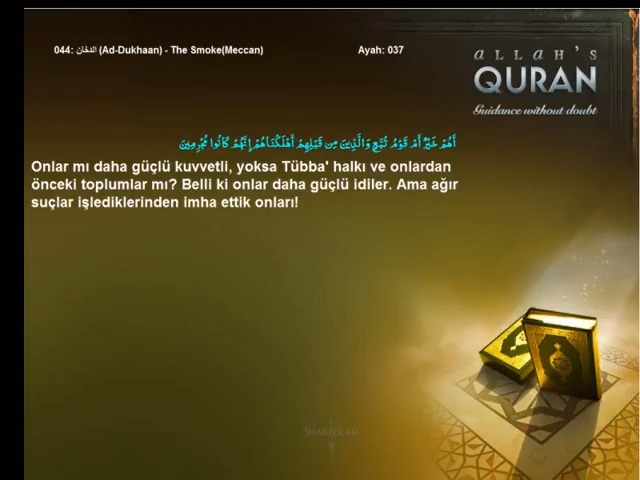 044: الدخان (Ad-Dukhaan) - The Smoke(Meccan) Ayah: 037
ALLAH'S
QURAN
Guidance without doubt
أَهُمْ خَيْرٌ أَمْ قَوْمُ تُبَّعٍ وَالَّذِينَ مِن قَبْلِهِمْ أَهْلَكْنَاهُمْ إِنَّهُمْ كَانُوا مُجْرِمِينَ
Onlar mı daha güçlü kuvvetli, yoksa Tübba' halkı ve onlardan
önceki toplumlar mı? Belli ki onlar daha güçlü idiler. Ama ağır
suçlar işlediklerinden imha ettik onları!
SHAREISLAM